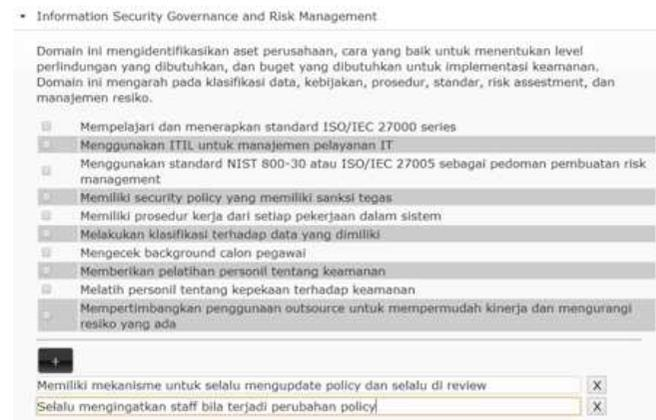 Information Security Governance and Risk Management
Domain ini mengidentifikasikan aset perusahaan, cara yang baik untuk menentukan level
perlindungan yang dibutuhkan, dan buget yang dibutuhkan untuk implementasi keamanan.
Domain ini mengarah pada klasifikasi data, kebijakan, prosedur, standar, risk assestment, dan
manajemen resiko.
Mempelajari dan menerapkan standard ISO/IEC 27000 series
Menggunakan ITIL untuk manajemen pelayanan IT
Menggunakan standard NIST 800-30 atau ISO/IEC 27005 sebagai pedoman pembuatan risk
management
Memiliki security policy yang memiliki sanksi tegas
Memiliki prosedur kerja dari setiap pekerjaan dalam sistem
Melakukan klasifikasi terhadap data yang dimiliki
Mengecek background calon pegawai
Memberikan pelatihan personil tentang keamanan
Melatih personil tentang kepekaan terhadap keamanan
Mempertimbangkan penggunaan outsource untuk mempermudah kinerja dan mengurangi
resiko yang ada
+
Memiliki mekanisme untuk selalu mengupdate policy dan selalu di review X
Selalu mengingatkan staff bila terjadi perubahan policy X